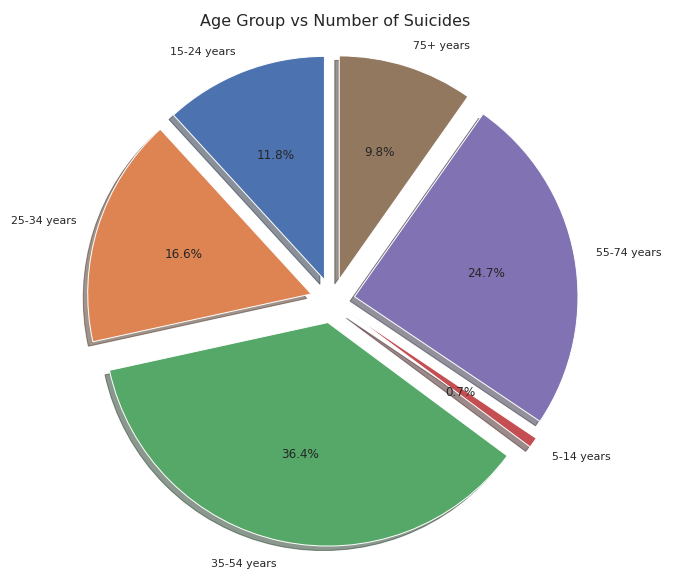 Age Group vs Number of Suicides
75+ years
15-24 years
9.8%
11.8%
25-34 years
55-74 years
16.6%
24.7%
0.7%
5-14 years
36.4%
35-54 years